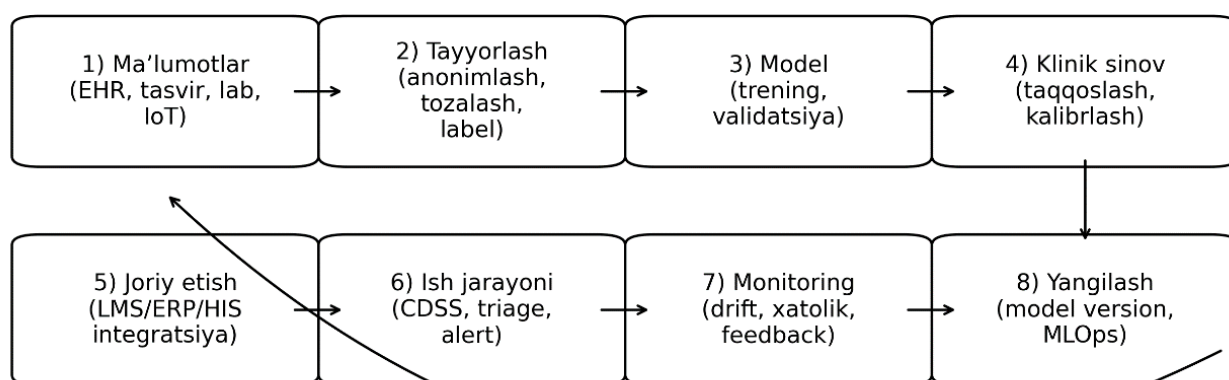 1) Ma’lumotlar
(EHR, tasvir, lab,
IoT)
2) Tayyorlash
(anonimlash,
tozalash,
label)
3) Model
(trening,
validatsiya)
4) Klinik sinov
(taqqoslash,
kalibrlash)
5) Joriy etish
(LMS/ERP/HIS
integratsiya)
6) Ish jarayoni
(CDSS, triage,
alert)
7) Monitoring
(drift, xatolik,
feedback)
8) Yangilash
(model version,
MLOps)